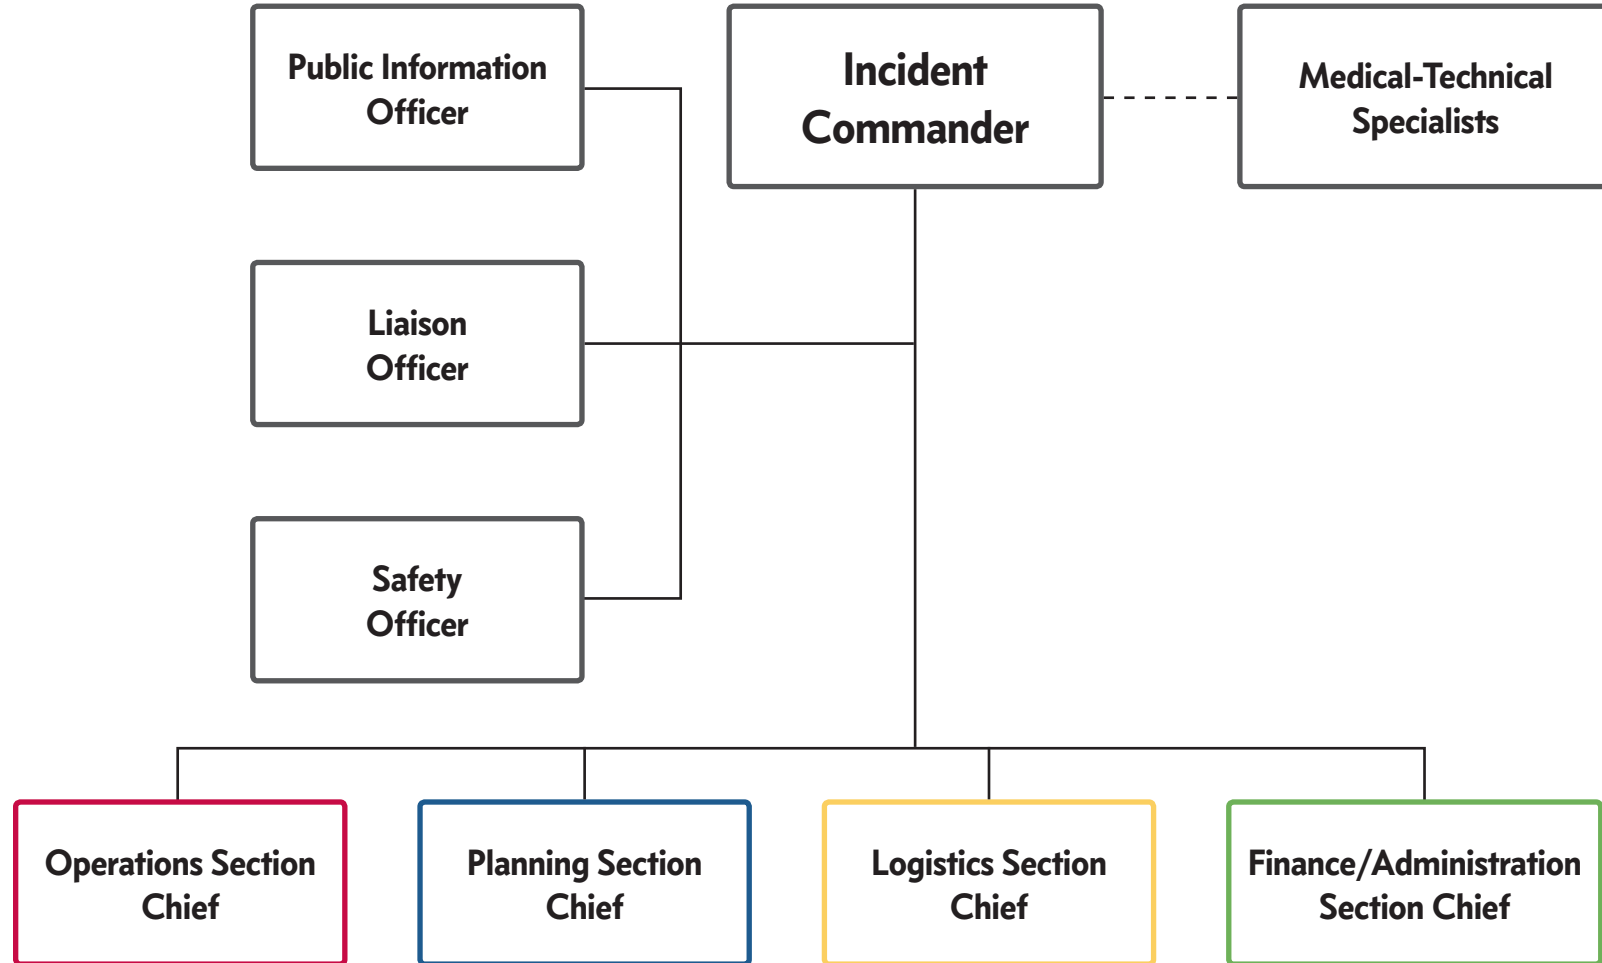 Public Information
Officer
Incident
Commander
Medical-Technical
Specialists
Liaison
Officer
Safety
Officer
Operations Section
Chief
Planning Section
Chief
Logistics Section
Chief
Finance/Administration
Section Chief